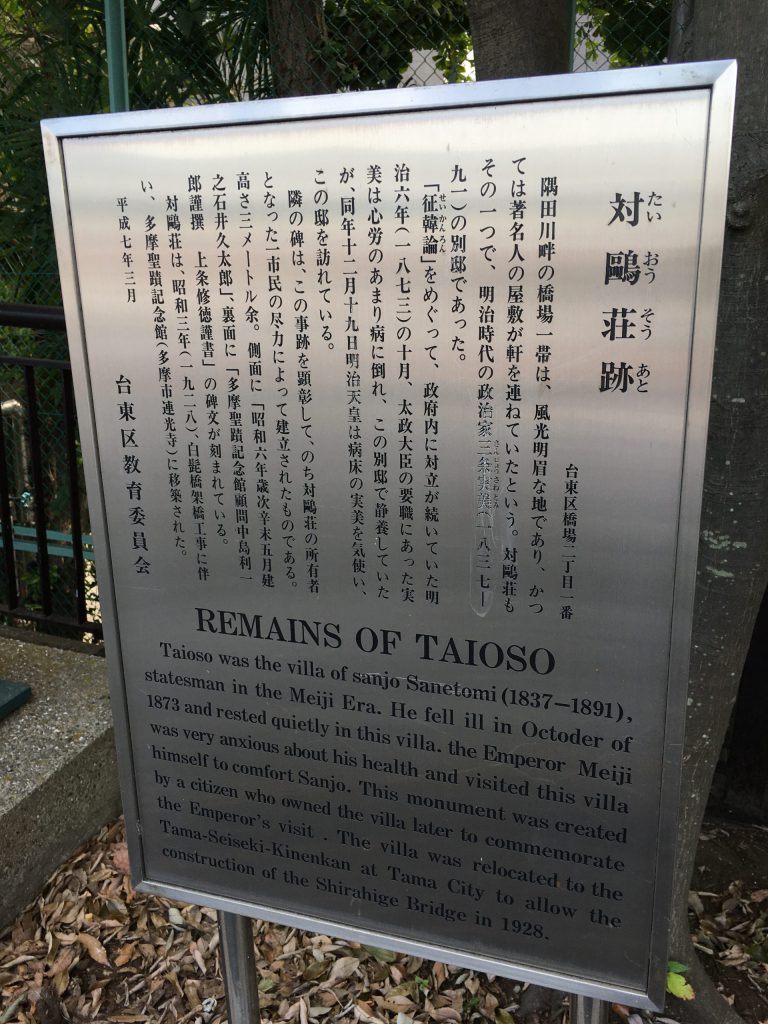 対鷗荘跡
たい おう そう あと
台東区橋場二丁目一番
隅田川畔の橋場一帯は、風光明眉な地であり、かつ
ては著名人の屋敷が軒を連ねていたという。対鷗荘も
その一つで、明治時代の政治家三条実美(一八三七ー
九一)の別邸であった。
「征韓論」をめぐって、政府内に対立が続いていた明
せいかんろん
治六年(一八七三)の十月、太政大臣の要職にあった実
美は心労のあまり病に倒れ、この別邸で静養していた
が、同年十二月十九日明治天皇は病床の実美を気使い、
この邸を訪れている。
隣の碑は、この事跡を顕彰して、のち対鷗荘の所有者
となった一市民の尽力によって建立されたものである。
高さ三メートル余。側面に「昭和六年歳次辛未五月建
之石井久太郎」、裏面に「多摩聖蹟記念館顧問中島利一
郎謹撰　上条修徳謹書」の碑文が刻まれている。
対鷗荘は、昭和三年(一九二八)白髭橋架橋工事に伴
い、多摩聖蹟記念館(多摩市連光寺)に移築された。
平成七年三月
台東区教育委員会
REMAINS OF TAIOSO
Taioso was the villa of sanjo Sanetomi (1837–1891),
statesman in the Meiji Era. He fell ill in Octoder of
1873 and rested quietly in this villa. the Emperor Meiji
was very anxious about his health and visited this villa
himself to comfort Sanjo. This monument was created
by a citizen who owned the villa later to commemorate
the Emperor's visit . The villa was relocated to the
Tama-Seiseki-Kinenkan at Tama City to allow the
construction of the Shirahige Bridge in 1928.